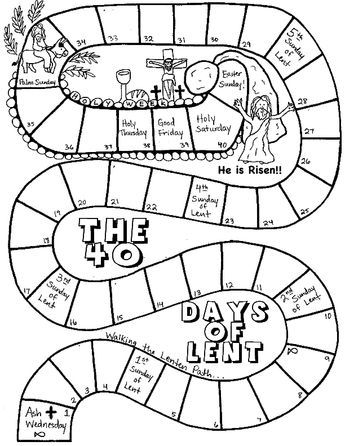 34
33
32
31
30
29
5th
Sunday
of
Lent
Palm Sunday
Easter
Sunday!
28
HOLY WEEK
27
35
36
37
Holy
Thursday
38
Good
Friday
39
Holy
Saturday
40
He is Risen!!
26
25
24
23
4th
Sunday
of
Lent
22
21
20
19
18
17
THE
40
DAYS
OF
LENT
3rd
Sunday
of
Lent
16
15
14
13
12
11
2nd
Sunday
of Lent
10
9
8
7
6
5
Walking the Lenten Path...
1st
Sunday
of
Lent
4
3
2
1
Ash
Wednesday